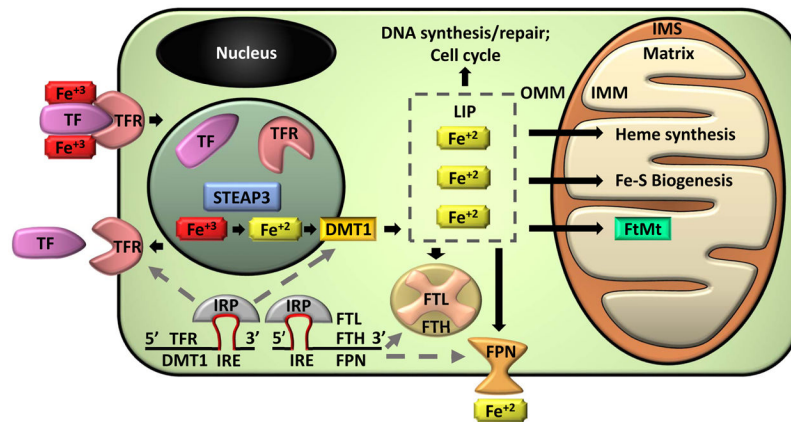 Nucleus
DNA synthesis/repair;
Cell cycle
IMS
Matrix
OMM
IMM
Fe+3
TF
TFR
Fe+3
TF
TFR
STEAP3
Fe+3
Fe+2
DMT1
LIP
Fe+2
Fe+2
Fe+2
Heme synthesis
Fe-S Biogenesis
FtMt
TF
TFR
IRP
5’ TFR 3’
DMT1 IRE
IRP
FTL
5’ FTH 3’
IRE FPN
FTL
FTH
FPN
Fe+2